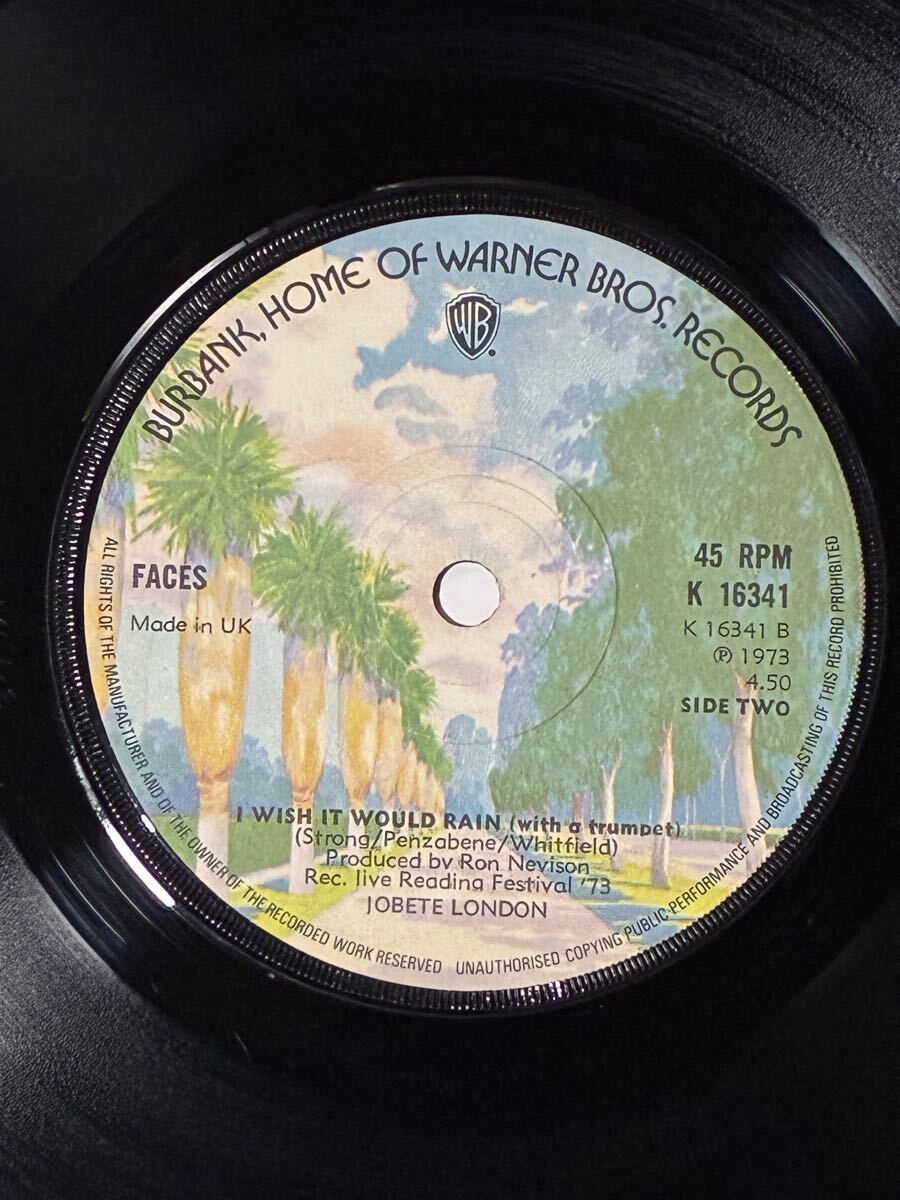 BURBANK, HOME OF WARNER BROS. RECORDS
WB
FACES
Made in UK
45 RPM
K 16341
K 16341 B
℗ 1973
4.50
SIDE TWO
I WISH IT WOULD RAIN (with a trumpet)
(Strong/Penzabene/Whitfield)
Produced by Ron Nevison
Rec. live Reading Festival '73
JOBETE LONDON
ALL RIGHTS OF THE MANUFACTURER AND OF THE OWNER OF THE RECORDED WORK RESERVED UNAUTHORISED COPYING PUBLIC PERFORMANCE AND BROADCASTING OF THIS RECORD PROHIBITED